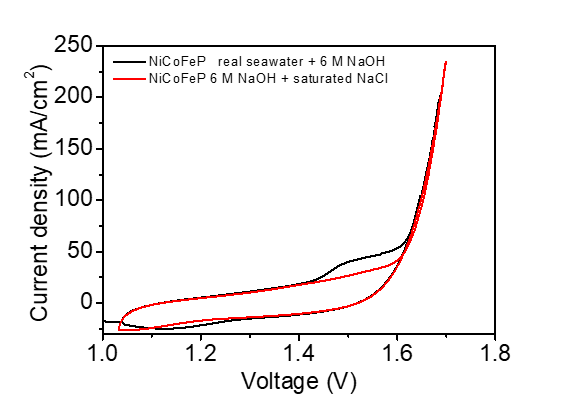 250
200
150
100
50
0
Current density (mA/cm²)
NiCoFeP real seawater + 6 M NaOH
NiCoFeP 6 M NaOH + saturated NaCl
1.0 1.2 1.4 1.6 1.8
Voltage (V)